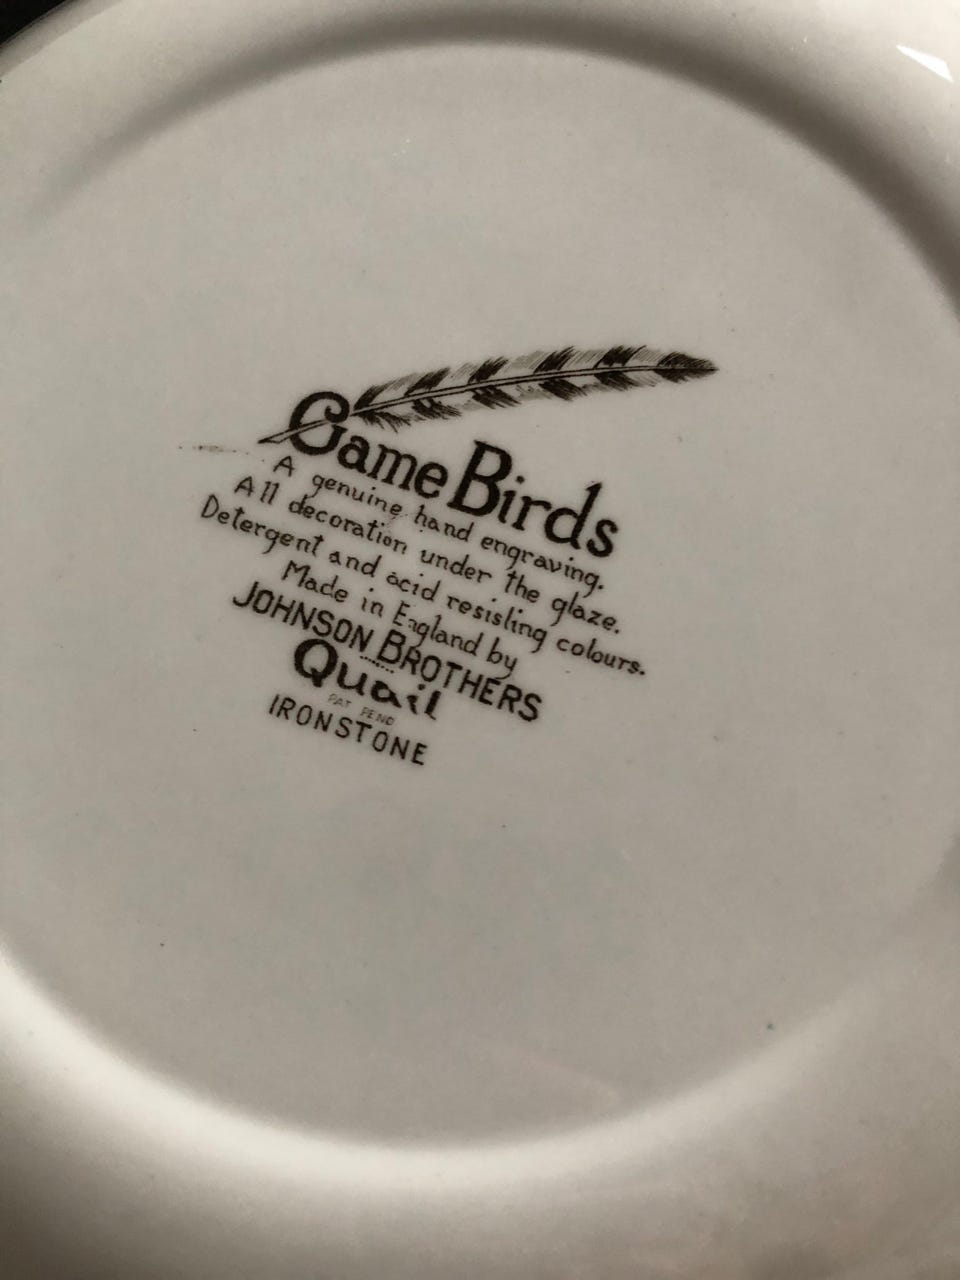 Game Birds
A genuine hand engraving.
All decoration under the glaze.
Detergent and acid resisting colours.
Made in England by
JOHNSON BROTHERS
Quail
PAT PEND
IRONSTONE